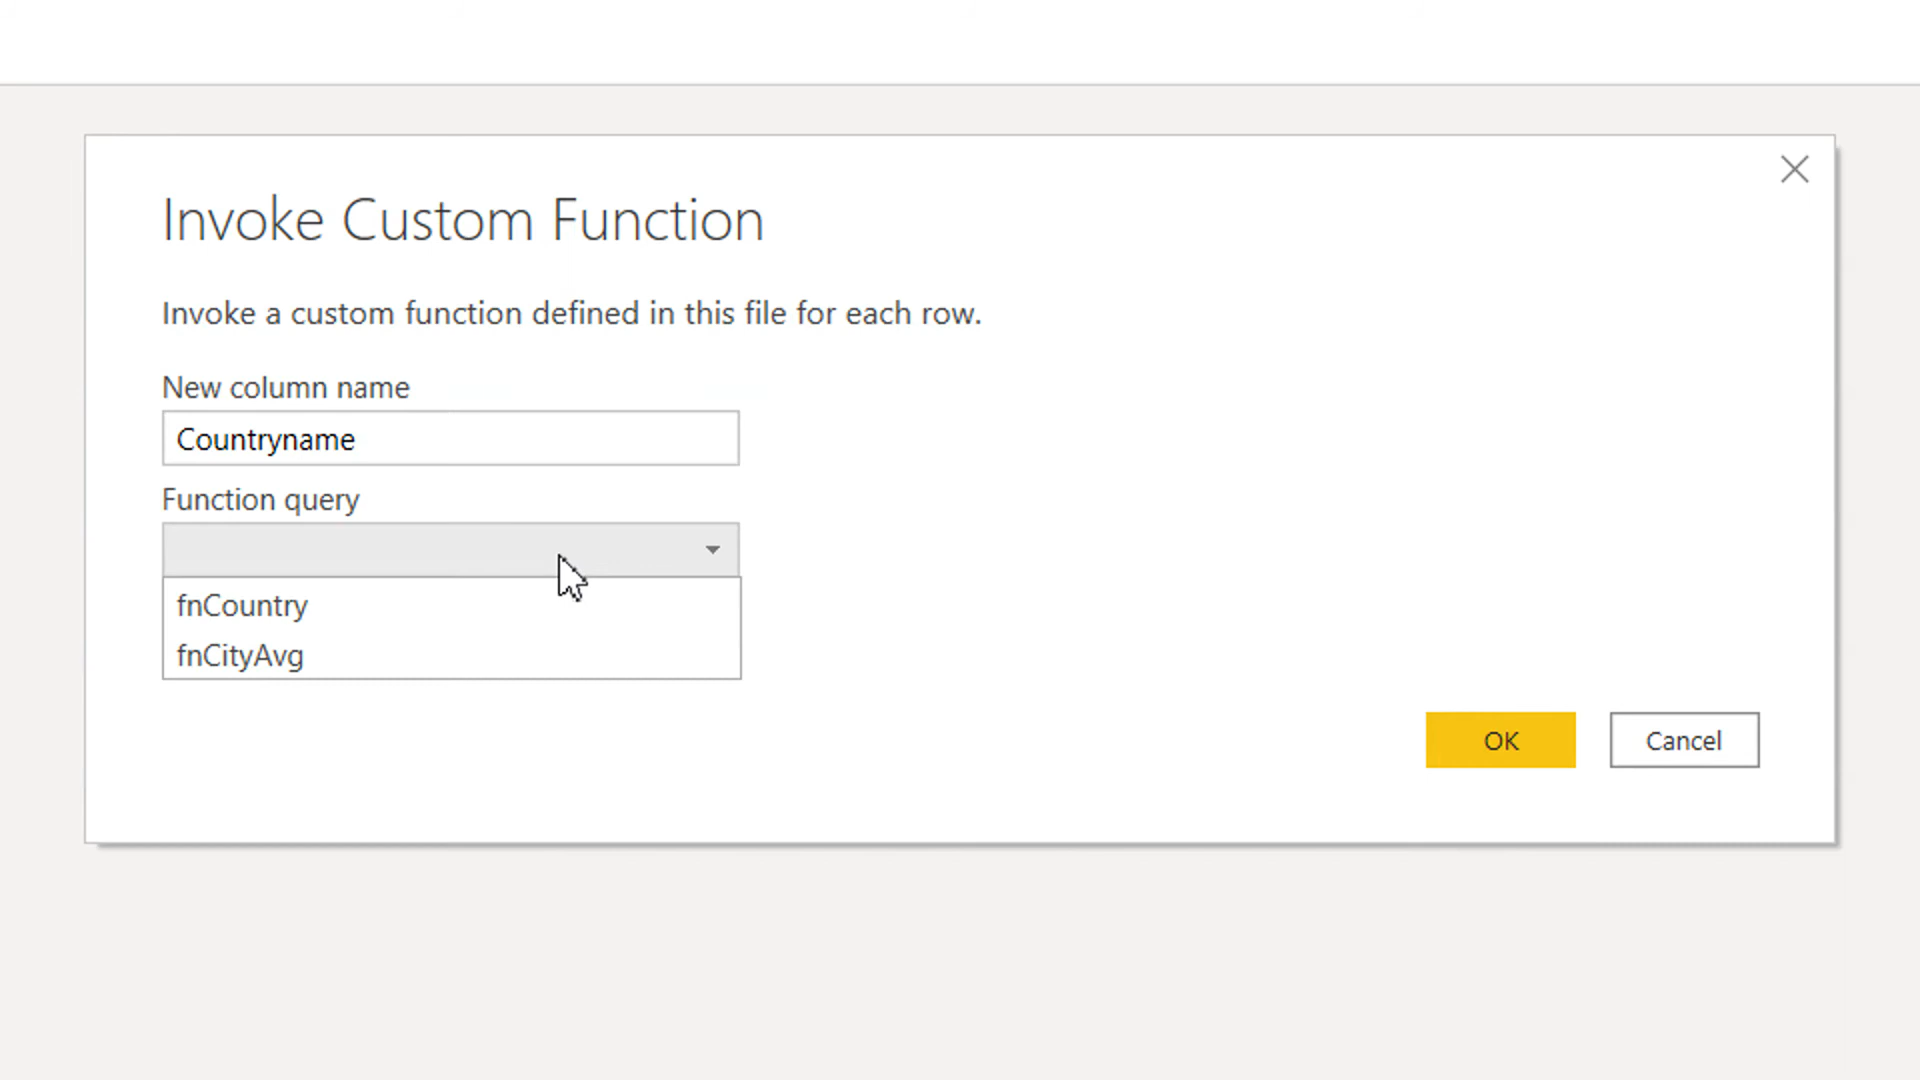 Invoke Custom Function
Invoke a custom function defined in this file for each row.
New column name
Countryname
Function query
fnCountry
fnCityAvg
OK
Cancel